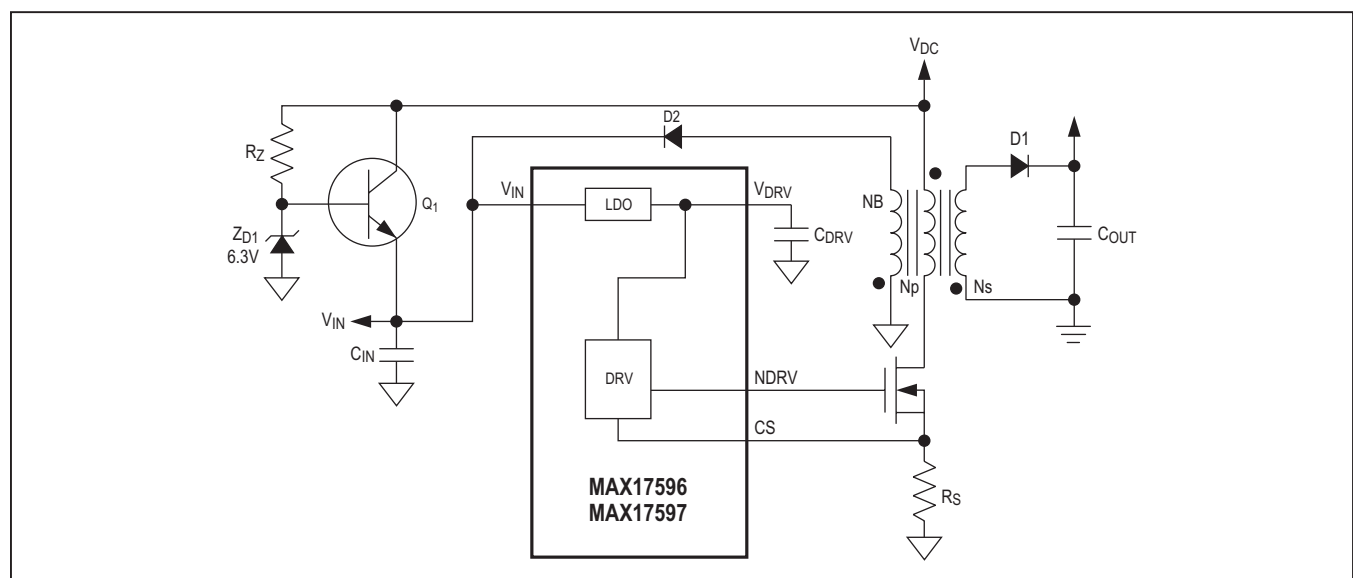 VDC
D2
D1
RZ
VIN
VDRV
LDO
NB
Q1
ZD1
6.3V
CDRV
COUT
Np
Ns
VIN
CIN
DRV
NDRV
CS
MAX17596
MAX17597
RS